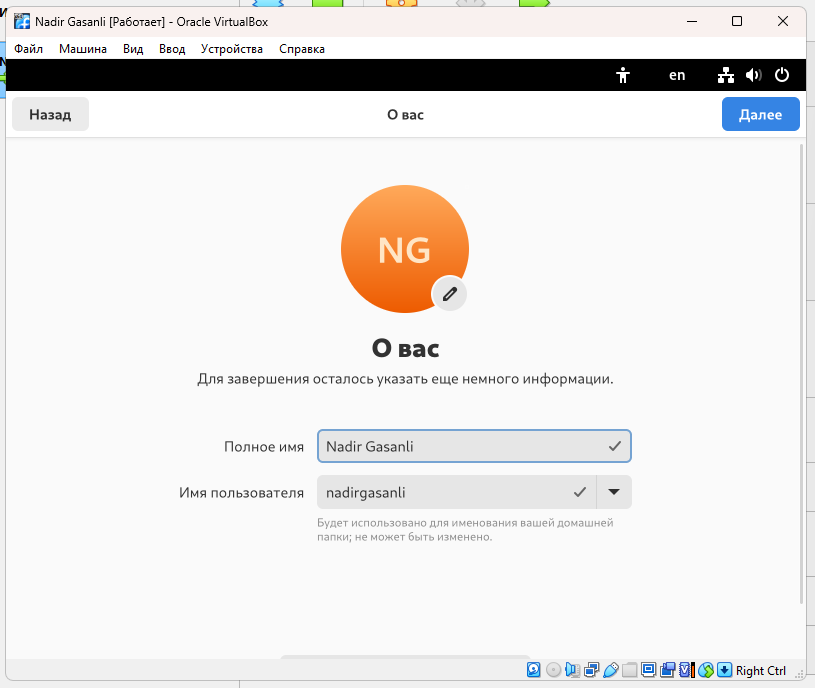 Nadir Gasanli [Работает] - Oracle VirtualBox
Файл Машина Вид Ввод Устройства Справка
en
Назад О вас Далее
NG
О вас
Для завершения осталось указать еще немного информации.
Полное имя Nadir Gasanli
Имя пользователя nadirgasanli
Будет использовано для именования вашей домашней
папки; не может быть изменено.
Right Ctrl